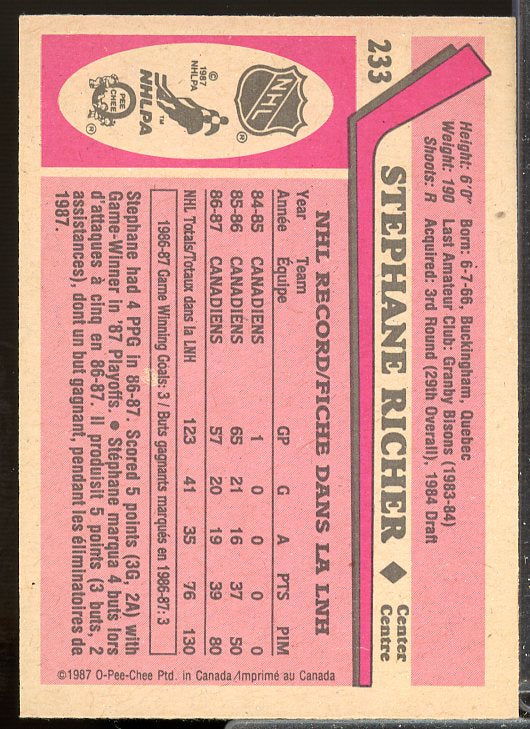 233
Height: 6'0" Born: 6-7-66, Buckingham, Quebec
Weight: 190 Last Amateur Club: Granby Bisons (1983-84)
Shoots: R Acquired: 3rd Round (29th Overall), 1984 Draft
STEPHANE RICHER ♦ Center
Centre
NHL
®
© 1987 NHLPA
NHLPA
™
O PEE CHEE
®
NHL RECORD/FICHE DANS LA LNH
Year Team GP G A PTS PIM
Année Équipe
84-85 CANADIENS 1 0 0 0 0
85-86 CANADIENS 65 21 16 37 50
86-87 CANADIENS 57 20 19 39 80
NHL Totals/Totaux dans la LNH 123 41 35 76 130
1986-87 Game Winning Goals: 3 / Buts gagnants marqués en 1986-87: 3
Stephane had 4 PPG in 86-87. Scored 5 points (3G, 2A) with
Game-Winner in '87 Playoffs. ● Stéphane marqua 4 buts lors
d'attaques à cinq en 86-87. Il produisit 5 points (3 buts, 2
assistances), dont un but gagnant, pendant les éliminatoires de
1987.
©1987 O-Pee-Chee Ptd. in Canada/Imprimé au Canada